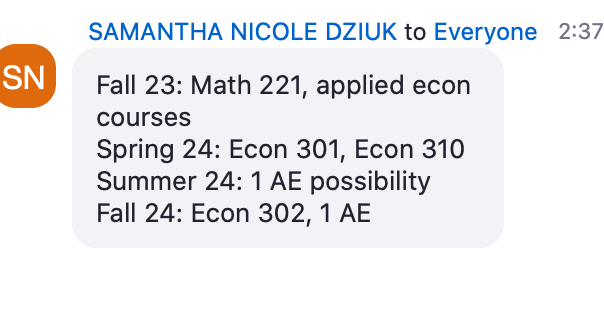 SAMANTHA NICOLE DZIUK to Everyone 2:37
SN
Fall 23: Math 221, applied econ
courses
Spring 24: Econ 301, Econ 310
Summer 24: 1 AE possibility
Fall 24: Econ 302, 1 AE